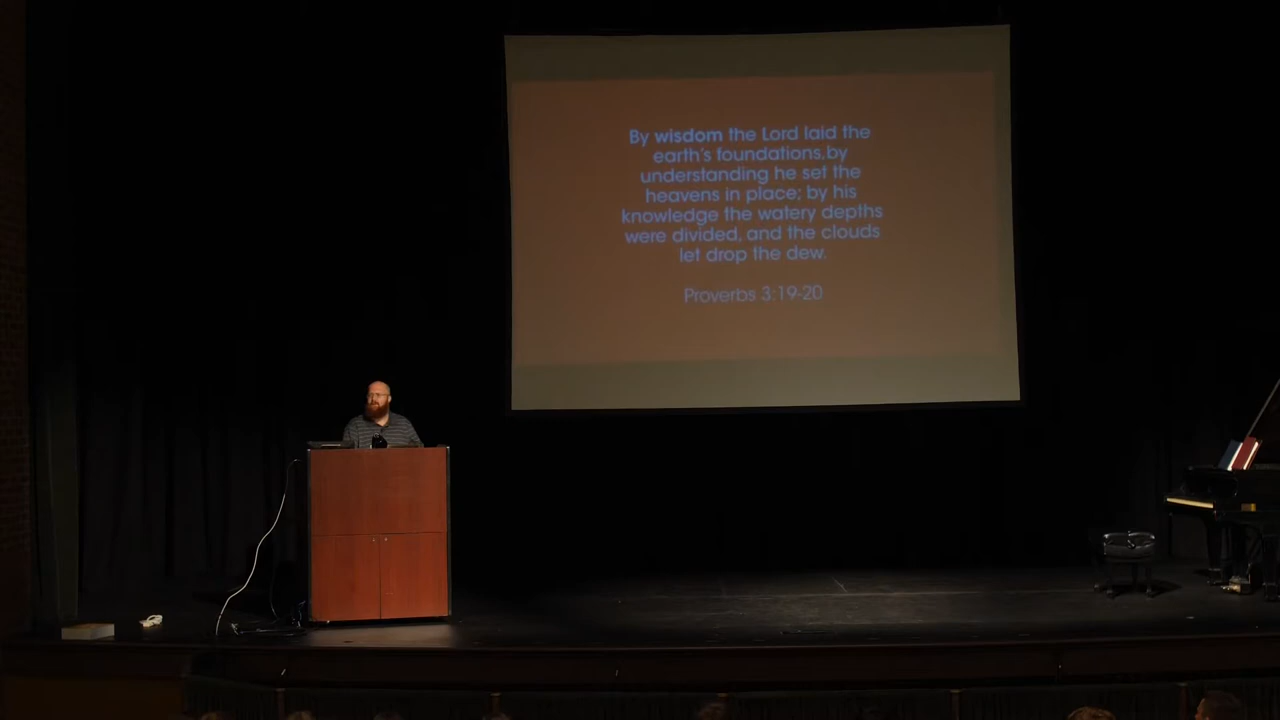 By wisdom the Lord laid the
earth's foundations,by
understanding he set the
heavens in place; by his
knowledge the watery depths
were divided, and the clouds
let drop the dew.
Proverbs 3:19-20